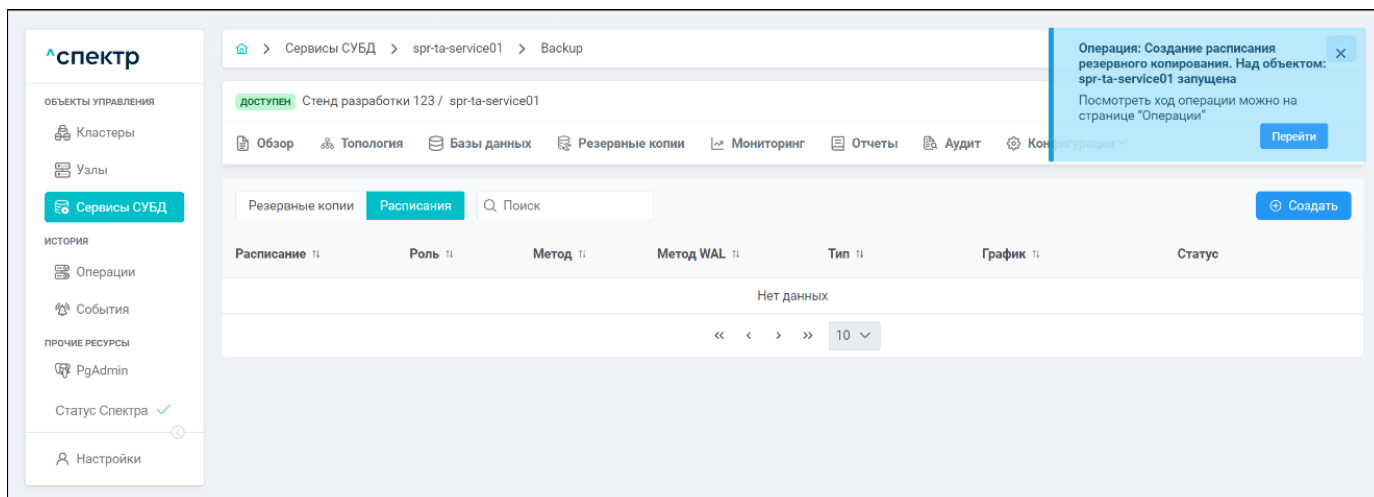 ^спектр
ОБЪЕКТЫ УПРАВЛЕНИЯ
Кластеры
Узлы
Сервисы СУБД
ИСТОРИЯ
Операции
События
ПРОЧИЕ РЕСУРСЫ
PgAdmin
Статус Спектра
Настройки
> Сервисы СУБД > spr-ta-service01 > Backup
ДОСТУПЕН Стенд разработки 123 / spr-ta-service01
Обзор Топология Базы данных Резервные копии Мониторинг Отчеты Аудит Конфигурации
Операция: Создание расписания
резервного копирования. Над объектом:
spr-ta-service01 запущена
Посмотреть ход операции можно на
странице “Операции”
Перейти
Резервные копии Расписания Поиск Создать
Расписание Роль Метод Метод WAL Тип График Статус
Нет данных
« ‹ › » 10